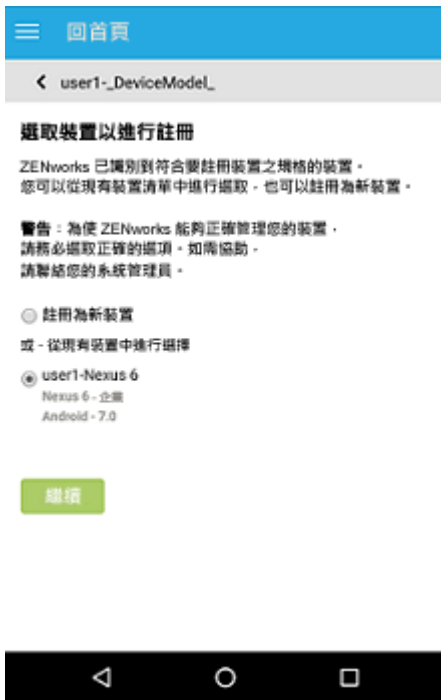 回首頁
user1-_DeviceModel_
選取裝置以進行註冊
ZENworks 已識別到符合要註冊裝置之規格的裝置。
您可以從現有裝置清單中進行選取，也可以註冊為新裝置。
警告：為使 ZENworks 能夠正確管理您的裝置，
請務必選取正確的選項。如需協助，
請聯絡您的系統管理員。
註冊為新裝置
或 - 從現有裝置中進行選擇
user1-Nexus 6
Nexus 6 - 企業
Android - 7.0
繼續